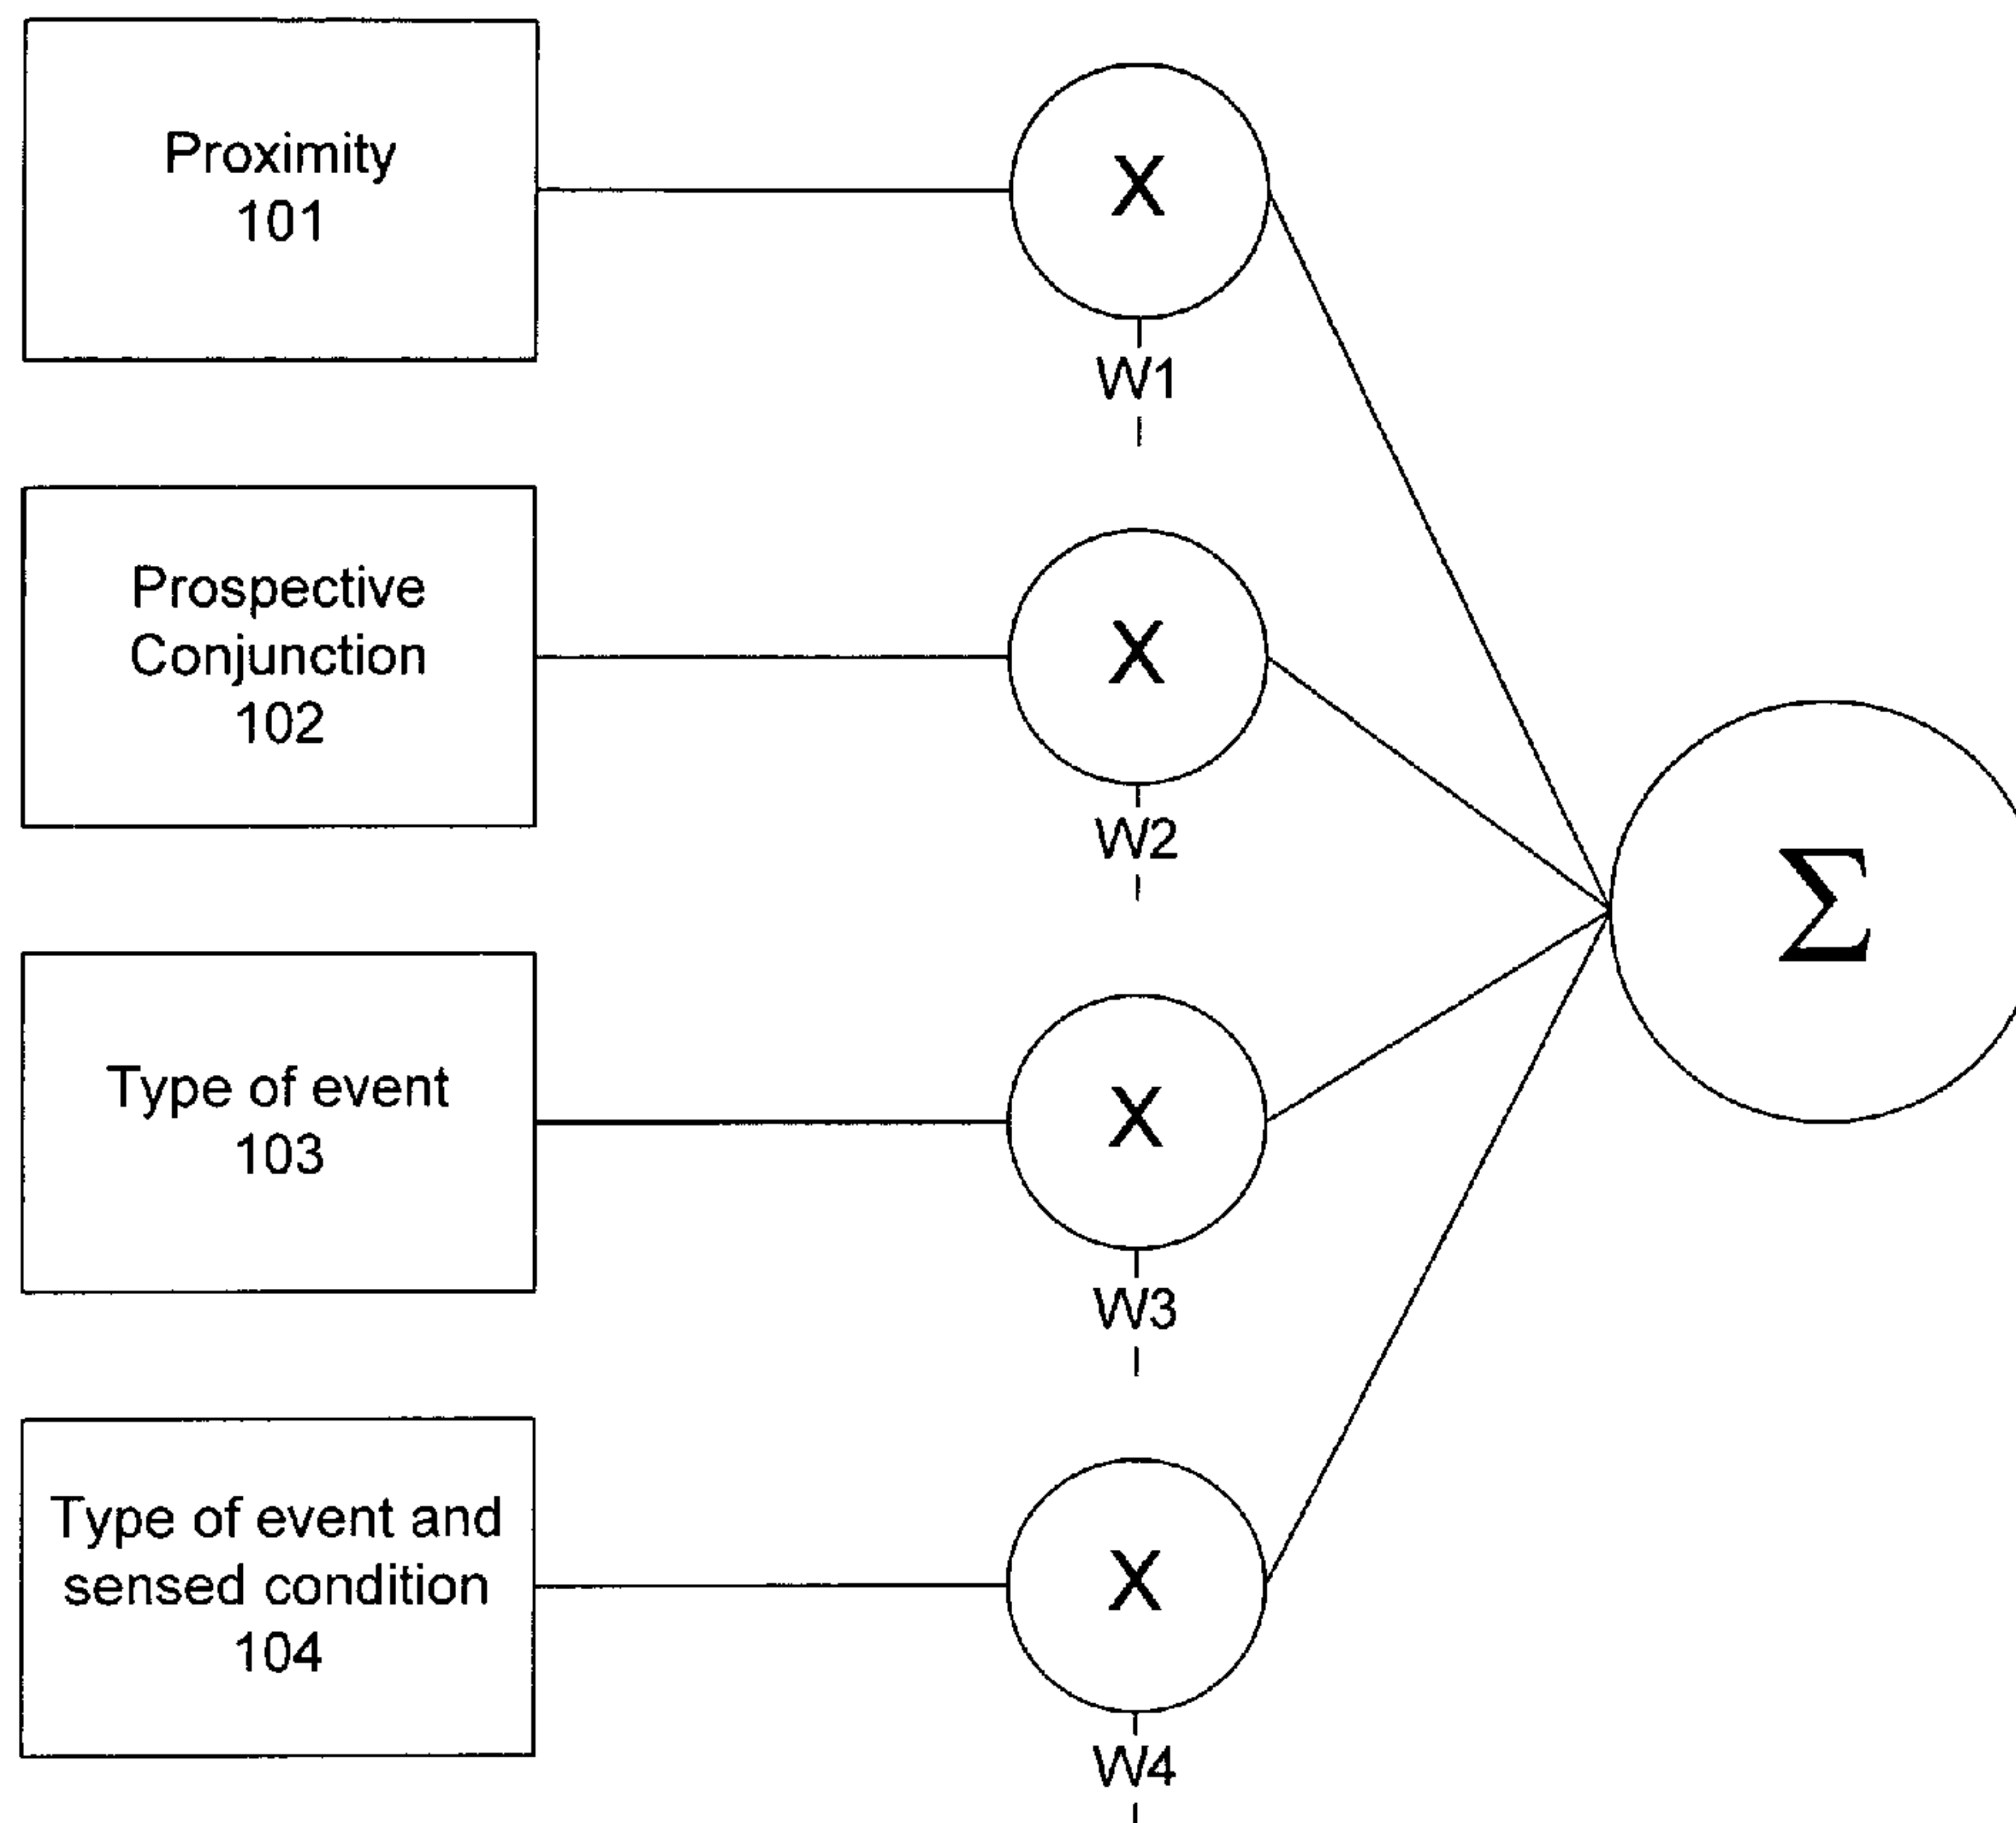 Proximity
101
X
W1
Prospective
Conjunction
102
X
W2
Σ
Type of event
103
X
W3
Type of event and
sensed condition
104
X
W4